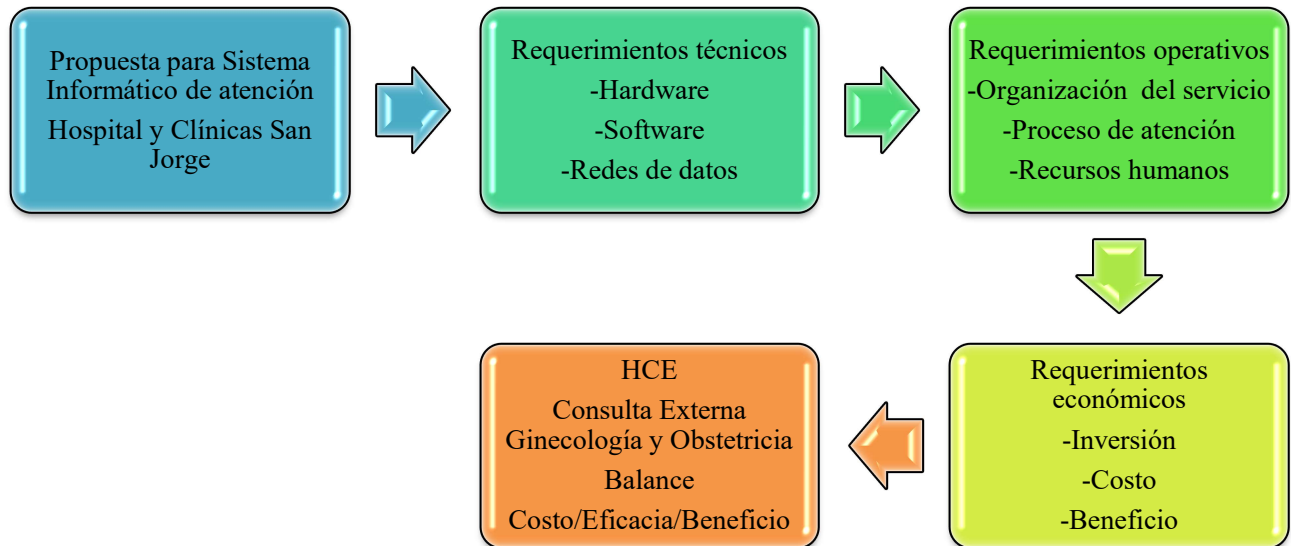 Propuesta para Sistema
Informático de atención
Hospital y Clínicas San
Jorge
Requerimientos técnicos
-Hardware
-Software
-Redes de datos
Requerimientos operativos
-Organización del servicio
-Proceso de atención
-Recursos humanos
Requerimientos
económicos
-Inversión
-Costo
-Beneficio
HCE
Consulta Externa
Ginecología y Obstetricia
Balance
Costo/Eficacia/Beneficio